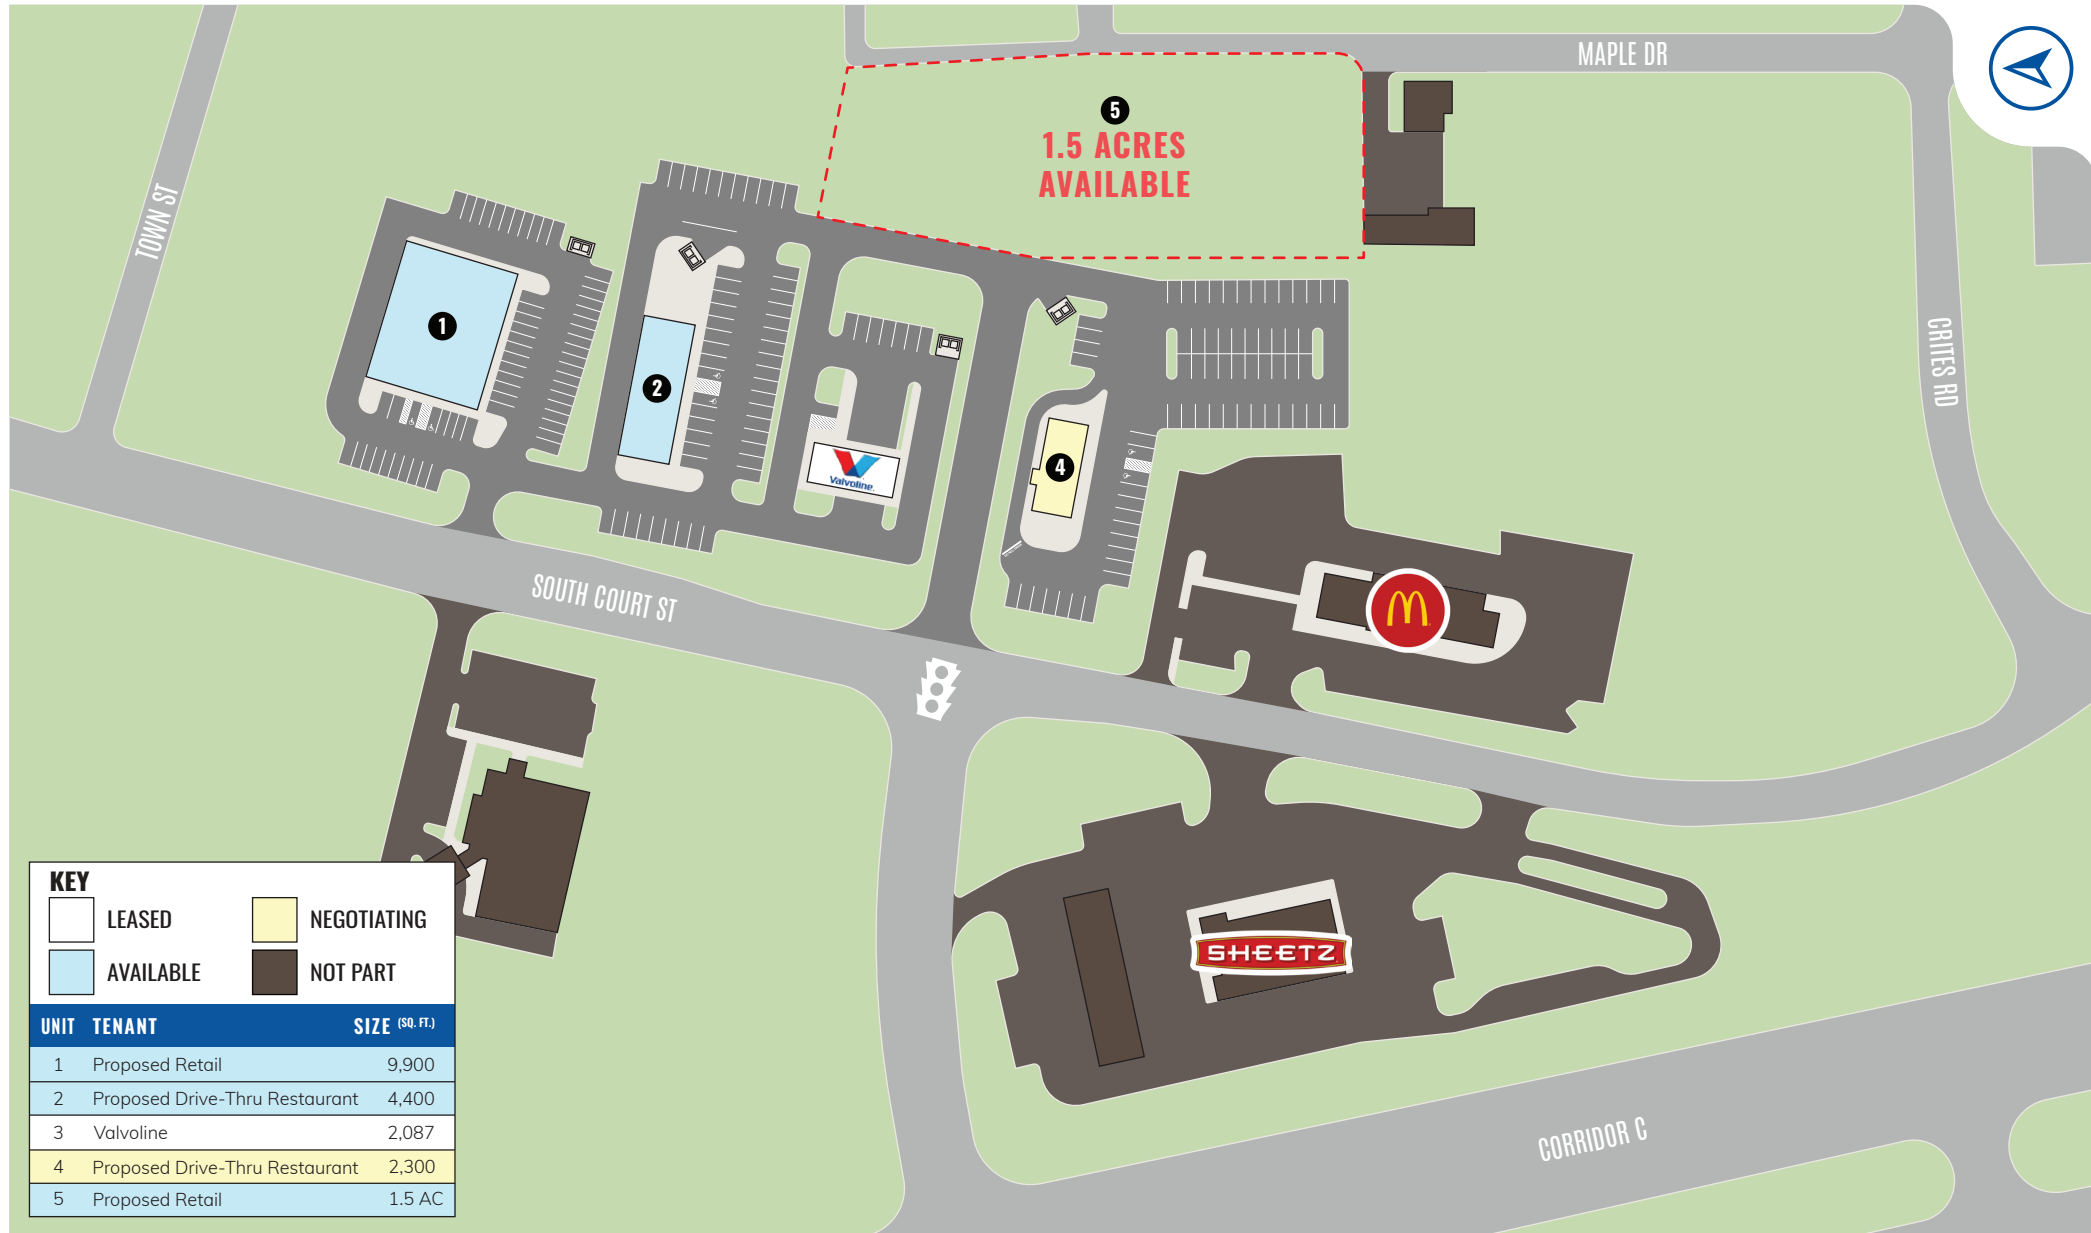 MAPLE DR
5
1.5 ACRES
AVAILABLE
TOWN ST
1
2
Valvoline.
4
CRITES RD
SOUTH COURT ST
M
SHEETZ
CORRIDOR C
KEY
LEASED
NEGOTIATING
AVAILABLE
NOT PART
UNIT TENANT SIZE (SQ. FT.)
1 Proposed Retail 9,900
2 Proposed Drive-Thru Restaurant 4,400
3 Valvoline 2,087
4 Proposed Drive-Thru Restaurant 2,300
5 Proposed Retail 1.5 AC